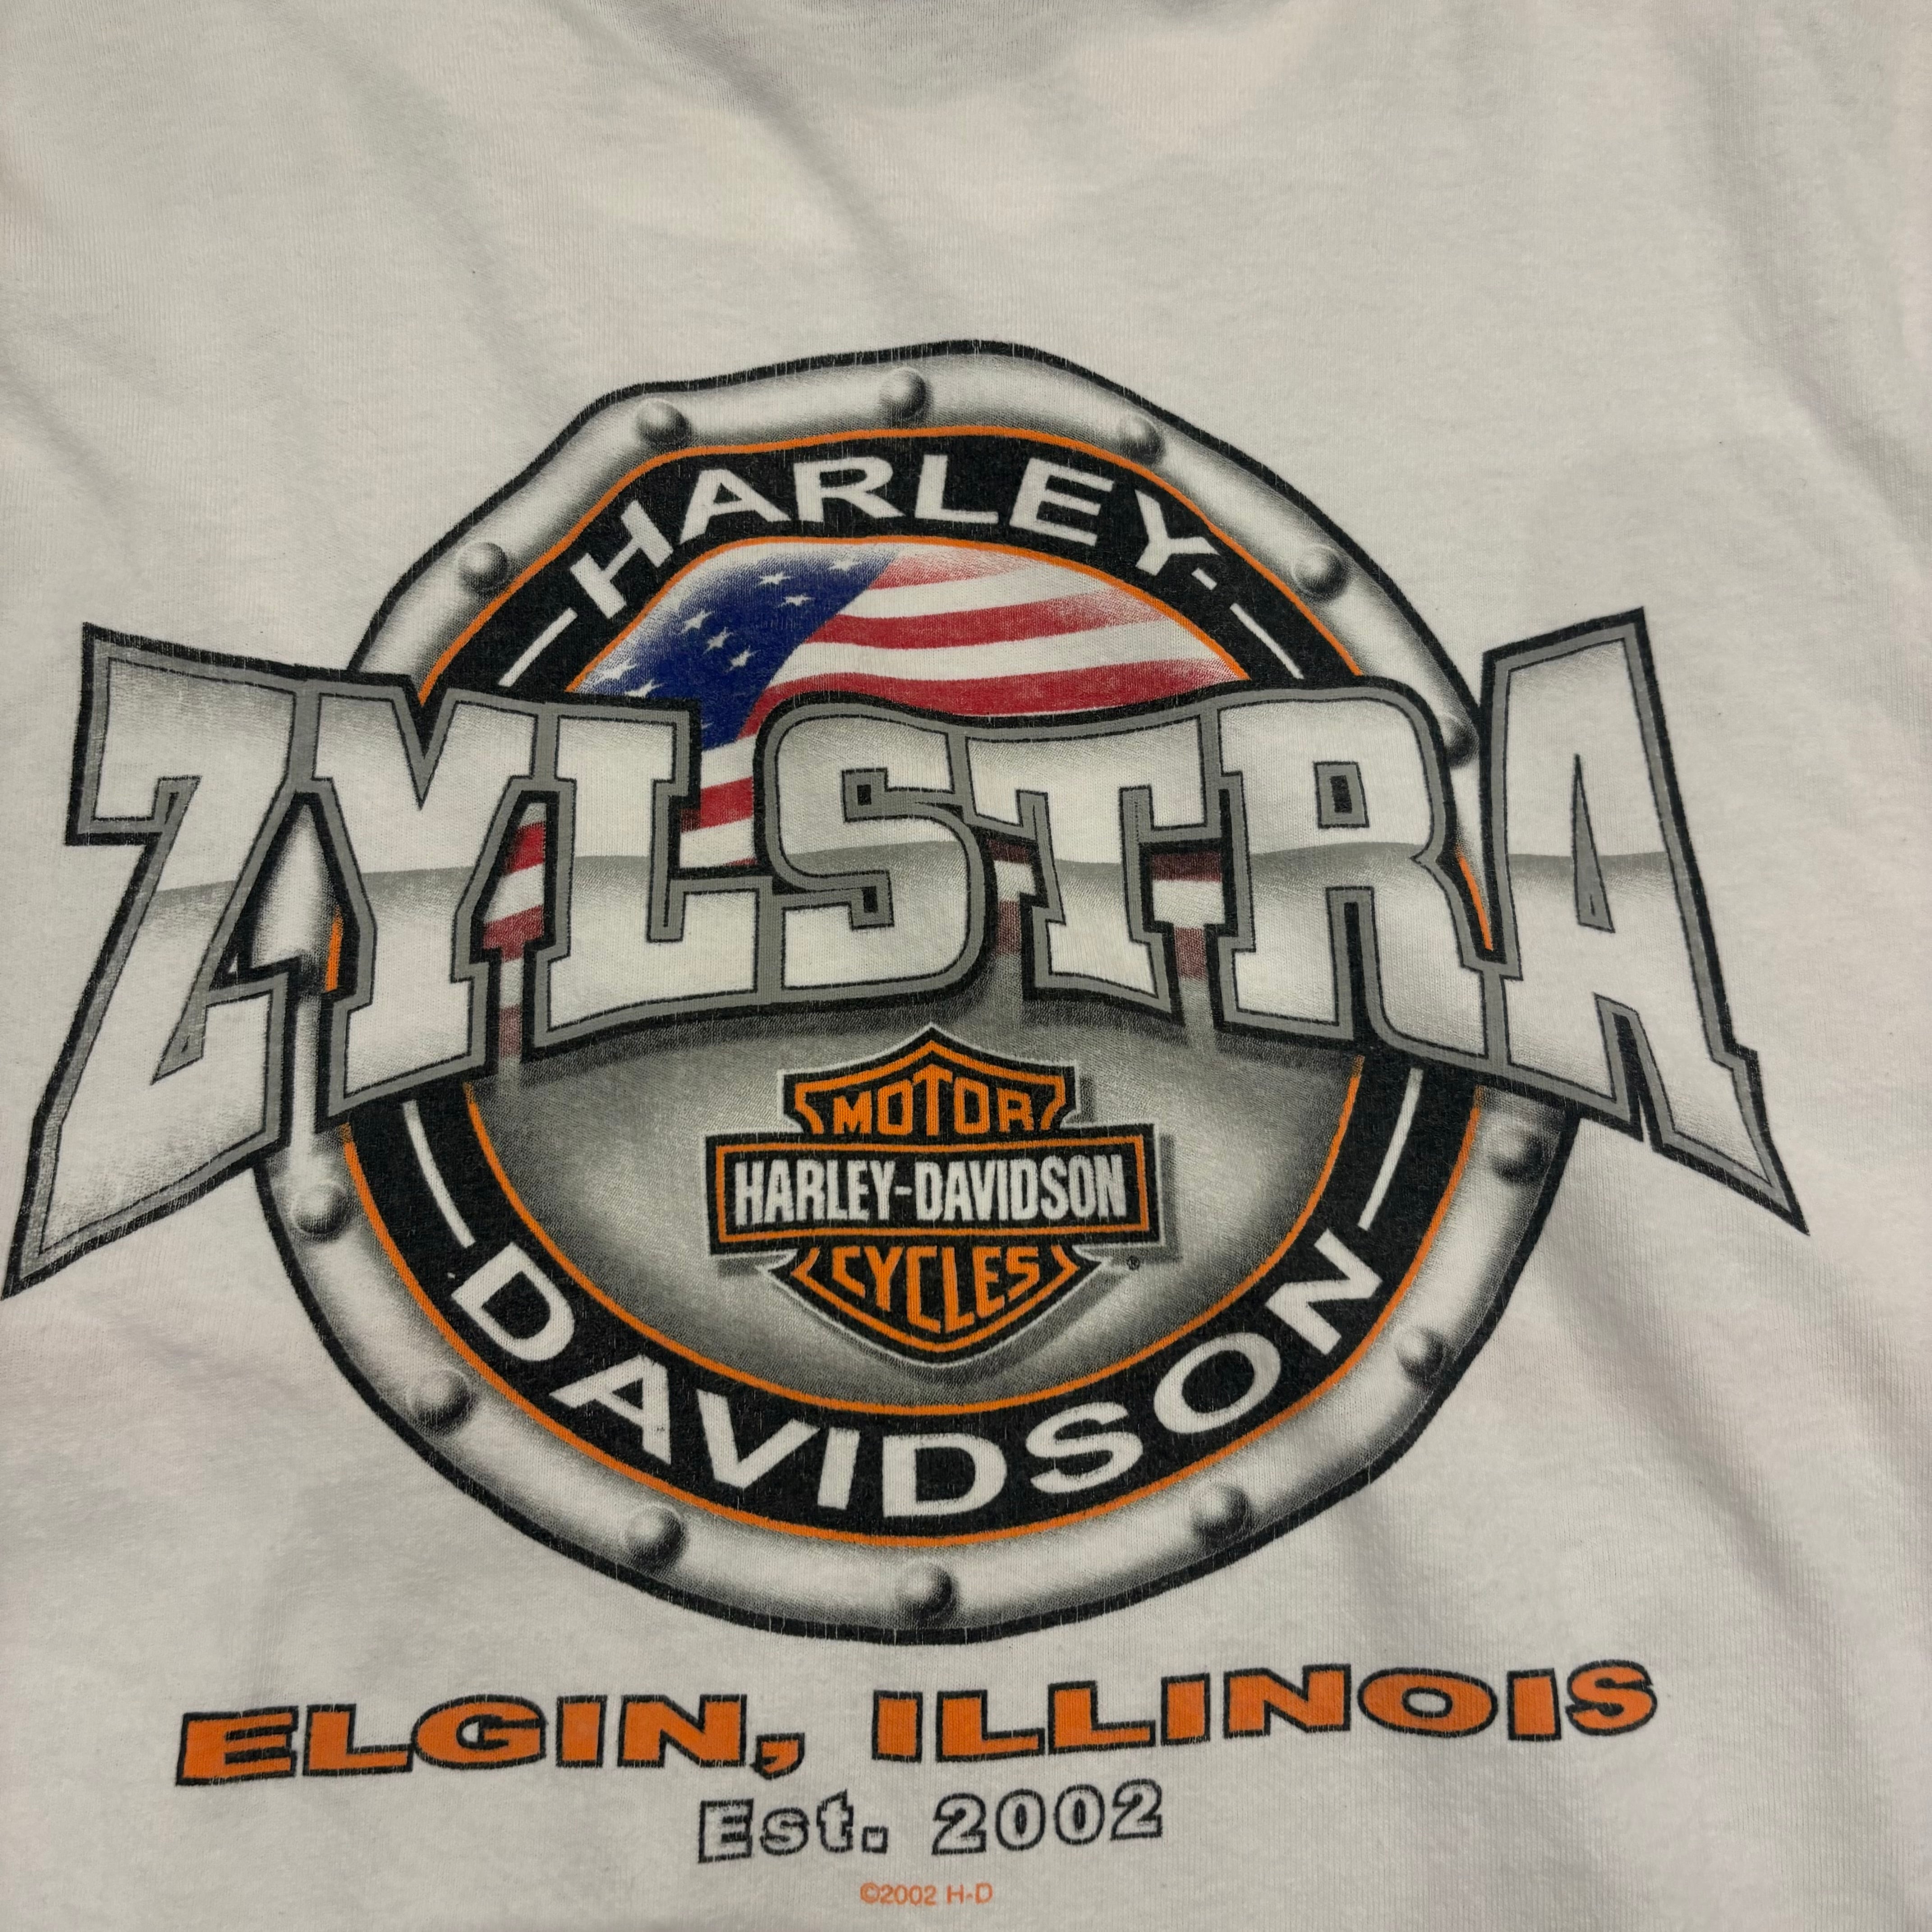 HARLEY-
ZYLSTRA
MOTOR
HARLEY-DAVIDSON
CYCLES
®
DAVIDSON
ELGIN, ILLINOIS
Est. 2002
©2002 H-D